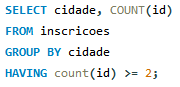 SELECT cidade, COUNT(id)
FROM inscricoes
GROUP BY cidade
HAVING count(id) >= 2;